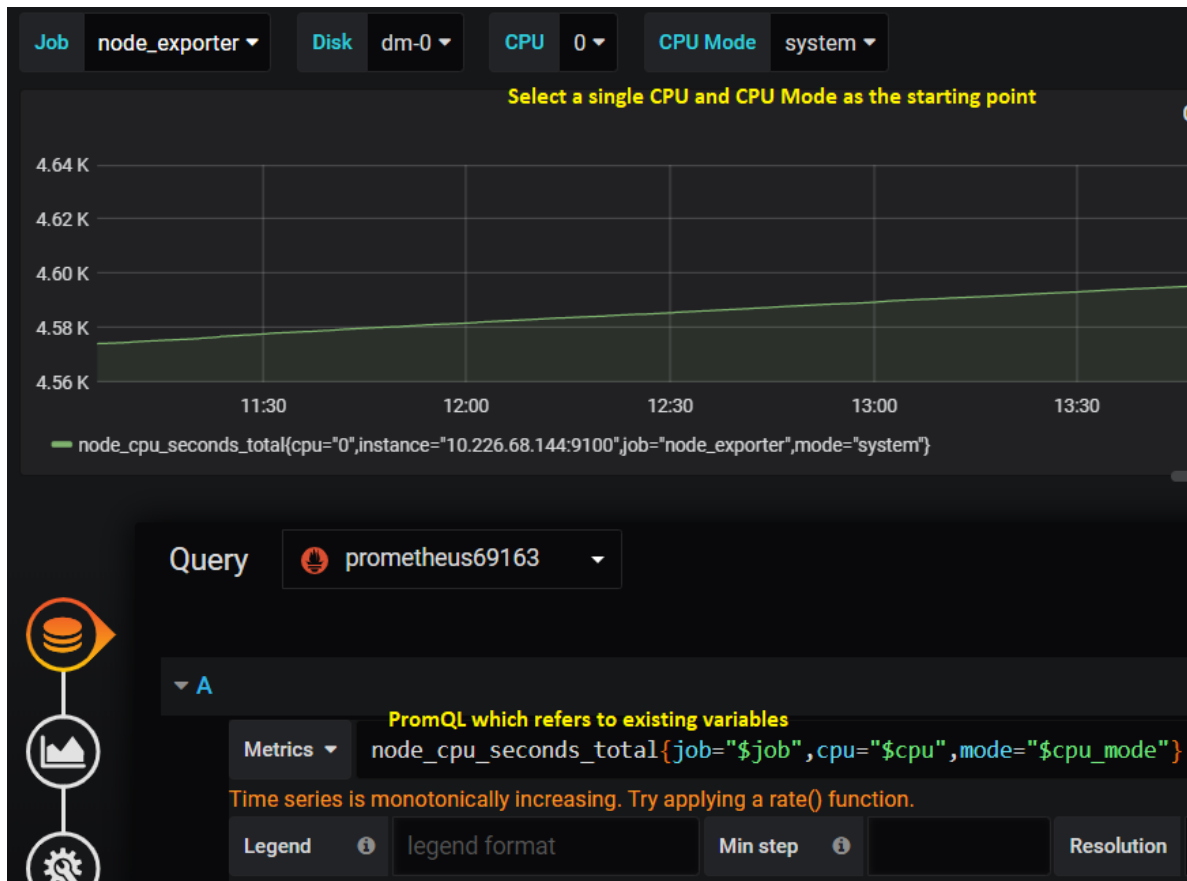 Job node_exporter Disk dm-0 CPU 0 CPU Mode system
Select a single CPU and CPU Mode as the starting point
4.64 K
4.62 K
4.60 K
4.58 K
4.56 K
11:30 12:00 12:30 13:00 13:30
node_cpu_seconds_total{cpu="0",instance="10.226.68.144:9100",job="node_exporter",mode="system"}
Query prometheus69163
A
PromQL which refers to existing variables
Metrics node_cpu_seconds_total{job="$job",cpu="$cpu",mode="$cpu_mode"}
Time series is monotonically increasing. Try applying a rate() function.
Legend legend format Min step Resolution